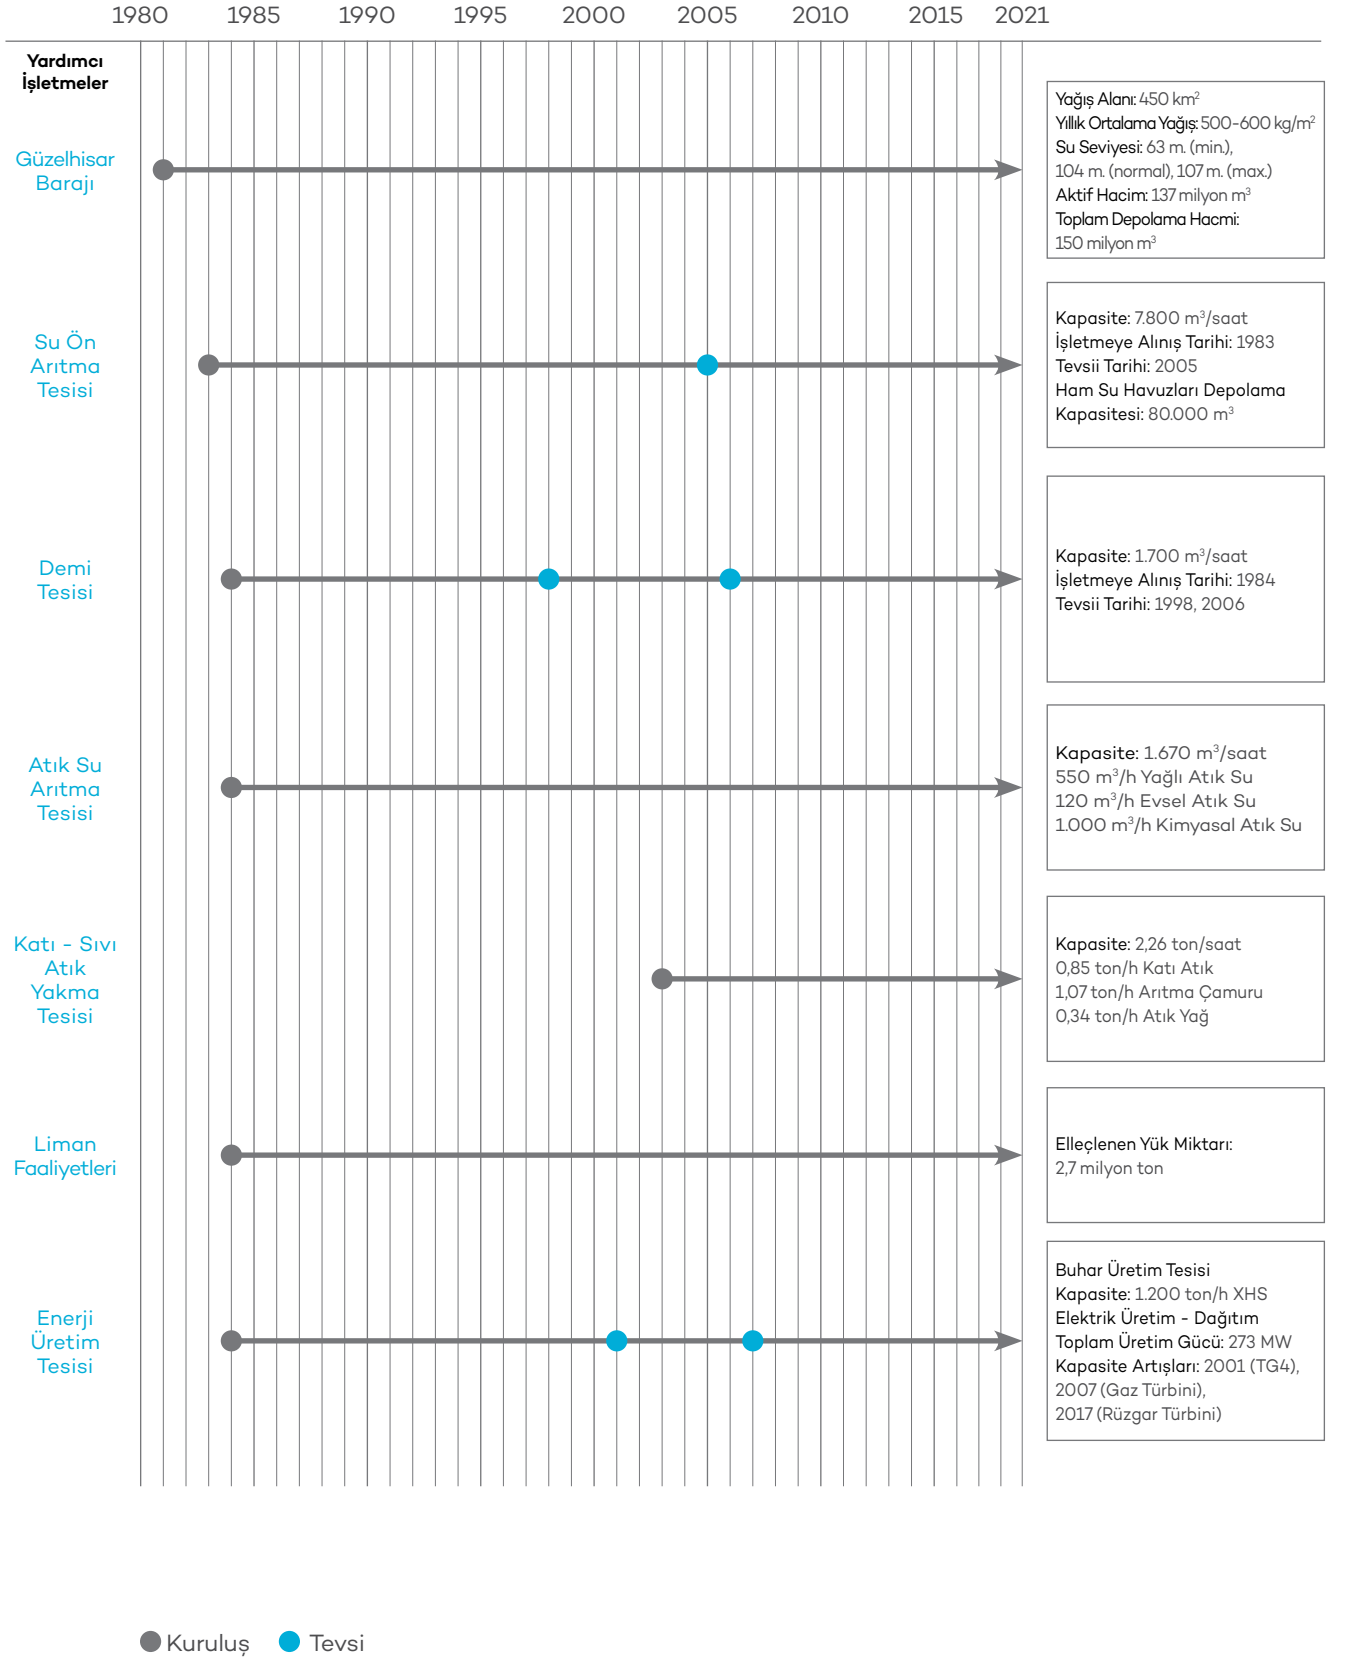 1980 1985 1990 1995 2000 2005 2010 2015 2021
Yardımcı
İşletmeler
Güzelhisar
Barajı
Yağış Alanı: 450 km²
Yıllık Ortalama Yağış: 500-600 kg/m²
Su Seviyesi: 63 m. (min.),
104 m. (normal), 107 m. (max.)
Aktif Hacim: 137 milyon m³
Toplam Depolama Hacmi:
150 milyon m³
Su Ön
Arıtma
Tesisi
Kapasite: 7.800 m³/saat
İşletmeye Alınış Tarihi: 1983
Tevsii Tarihi: 2005
Ham Su Havuzları Depolama
Kapasitesi: 80.000 m³
Demi
Tesisi
Kapasite: 1.700 m³/saat
İşletmeye Alınış Tarihi: 1984
Tevsii Tarihi: 1998, 2006
Atık Su
Arıtma
Tesisi
Kapasite: 1.670 m³/saat
550 m³/h Yağlı Atık Su
120 m³/h Evsel Atık Su
1.000 m³/h Kimyasal Atık Su
Katı - Sıvı
Atık
Yakma
Tesisi
Kapasite: 2,26 ton/saat
0,85 ton/h Katı Atık
1,07 ton/h Arıtma Çamuru
0,34 ton/h Atık Yağ
Liman
Faaliyetleri
Elleçlenen Yük Miktarı:
2,7 milyon ton
Enerji
Üretim
Tesisi
Buhar Üretim Tesisi
Kapasite: 1.200 ton/h XHS
Elektrik Üretim - Dağıtım
Toplam Üretim Gücü: 273 MW
Kapasite Artışları: 2001 (TG4),
2007 (Gaz Türbini),
2017 (Rüzgar Türbini)
Kuruluş Tevsi